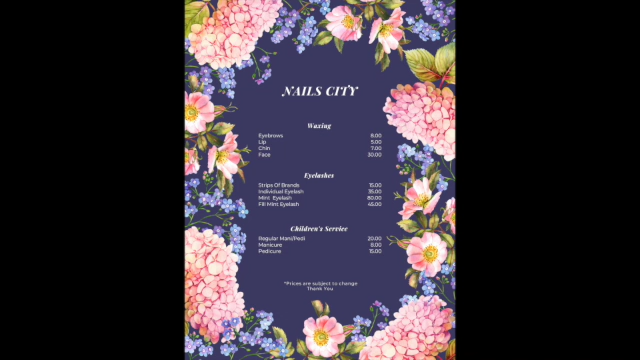 NAILS CITY
Waxing
Eyebrows 8.00
Lip 5.00
Chin 7.00
Face 30.00
Eyelashes
Strips Of Brands 15.00
Individual Eyelash 35.00
Mint Eyelash 80.00
Fill Mint Eyelash 45.00
Children's Service
Regular Mani/Pedi 20.00
Manicure 8.00
Pedicure 15.00
*Prices are subject to change
Thank You